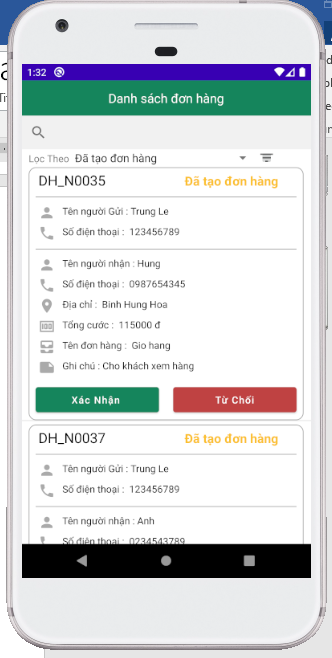 1:32
Danh sách đơn hàng
Lọc Theo Đã tạo đơn hàng
DH_N0035 Đã tạo đơn hàng
Tên người Gửi : Trung Le
Số điện thoại : 123456789
Tên người nhận : Hung
Số điện thoại : 0987654345
Địa chỉ : Binh Hung Hoa
Tổng cước : 115000 đ
Tên đơn hàng : Gio hang
Ghi chú : Cho khách xem hàng
Xác Nhận Từ Chối
DH_N0037 Đã tạo đơn hàng
Tên người Gửi : Trung Le
Số điện thoại : 123456789
Tên người nhận : Anh
Số điện thoại : 0234543789